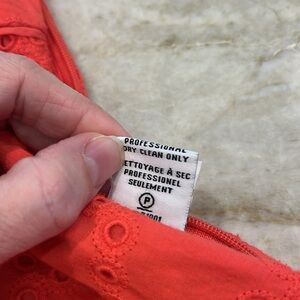 PROFESSIONAL
DRY CLEAN ONLY
NETTOYAGE À SEC
PROFESSIONEL
SEULEMENT
P